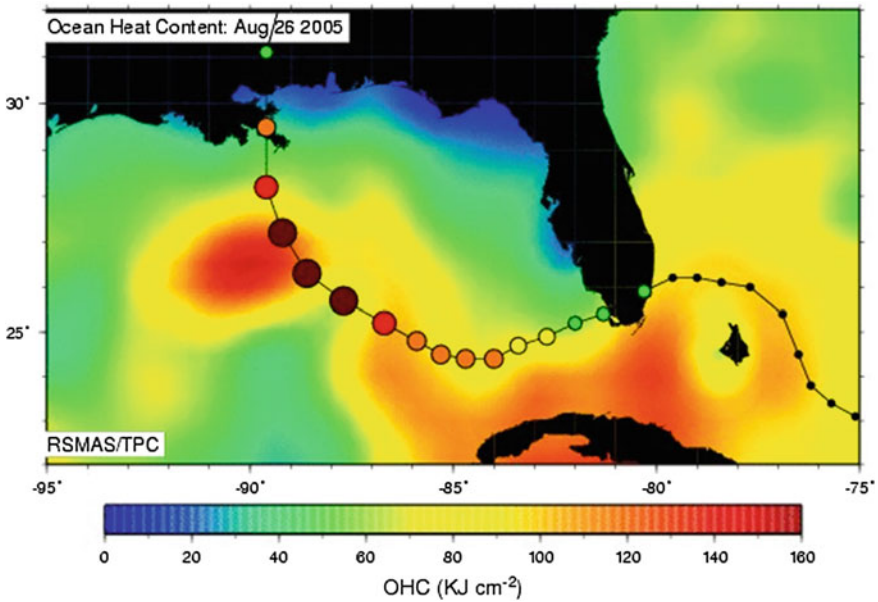 Ocean Heat Content: Aug 26 2005
30°
25°
RSMAS/TPC
-95° -90° -85° -80° -75°
0 20 40 60 80 100 120 140 160
OHC (KJ cm-2)